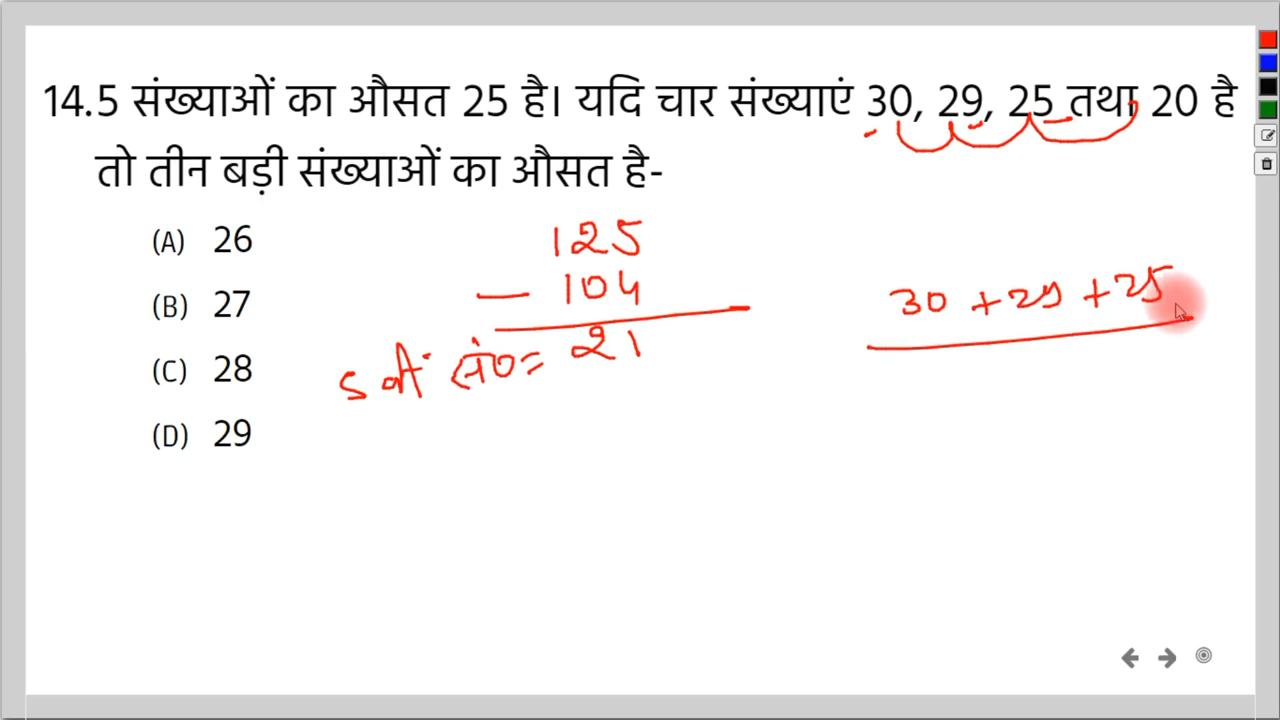 14.5 संख्याओं का औसत 25 है। यदि चार संख्याएं 30, 29, 25 तथा 20 है
तो तीन बड़ी संख्याओं का औसत है-
(A) 26
(B) 27
(C) 28
(D) 29
125
— 104
5 वीं सं० = 21
30 + 29 + 25